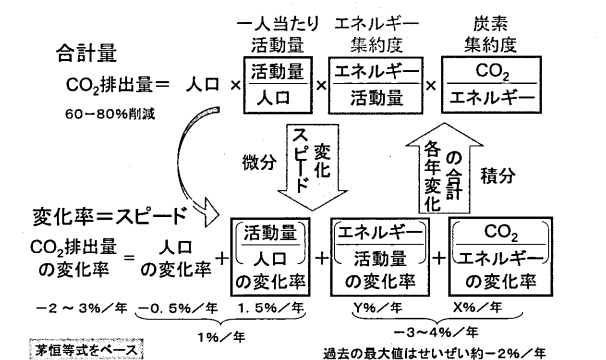 一人当たり エネルギー 炭素
合計量 活動量 集約度 集約度
CO2排出量＝ 人口 × 活動量/人口 × エネルギー/活動量 × CO2/エネルギー
60－80%削減
微分 スピード変化 各年変化の合計 積分
変化率＝スピード
CO2排出量の変化率 ＝ 人口の変化率 ＋ (活動量/人口)の変化率 ＋ (エネルギー/活動量)の変化率 ＋ (CO2/エネルギー)の変化率
－2～3%/年 －0.5%/年 1.5%/年 Y%/年 X%/年
1%/年 －3～4%/年
茅恒等式をベース 過去の最大値はせいぜい約－2%/年